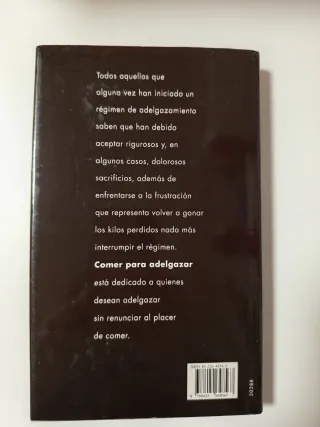 Todos aquellos que
alguna vez han iniciado un
régimen de adelgazamiento
saben que han debido
aceptar rigurosos y, en
algunos casos, dolorosos
sacrificios, además de
enfrentarse a la frustración
que representa volver a ganar
los kilos perdidos nada más
interrumpir el régimen.
Comer para adelgazar
está dedicado a quienes
desean adelgazar
sin renunciar al placer
de comer.
30288